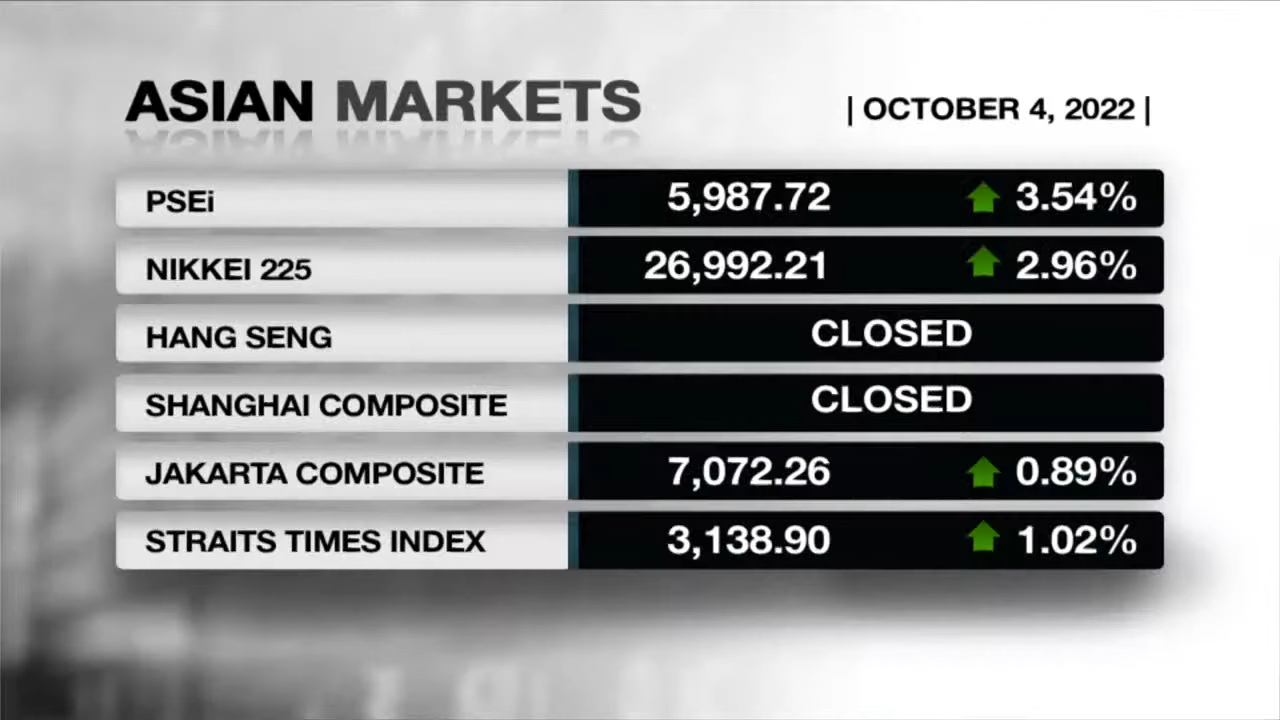 ASIAN MARKETS
| OCTOBER 4, 2022 |
PSEi 5,987.72 3.54%
NIKKEI 225 26,992.21 2.96%
HANG SENG CLOSED
SHANGHAI COMPOSITE CLOSED
JAKARTA COMPOSITE 7,072.26 0.89%
STRAITS TIMES INDEX 3,138.90 1.02%